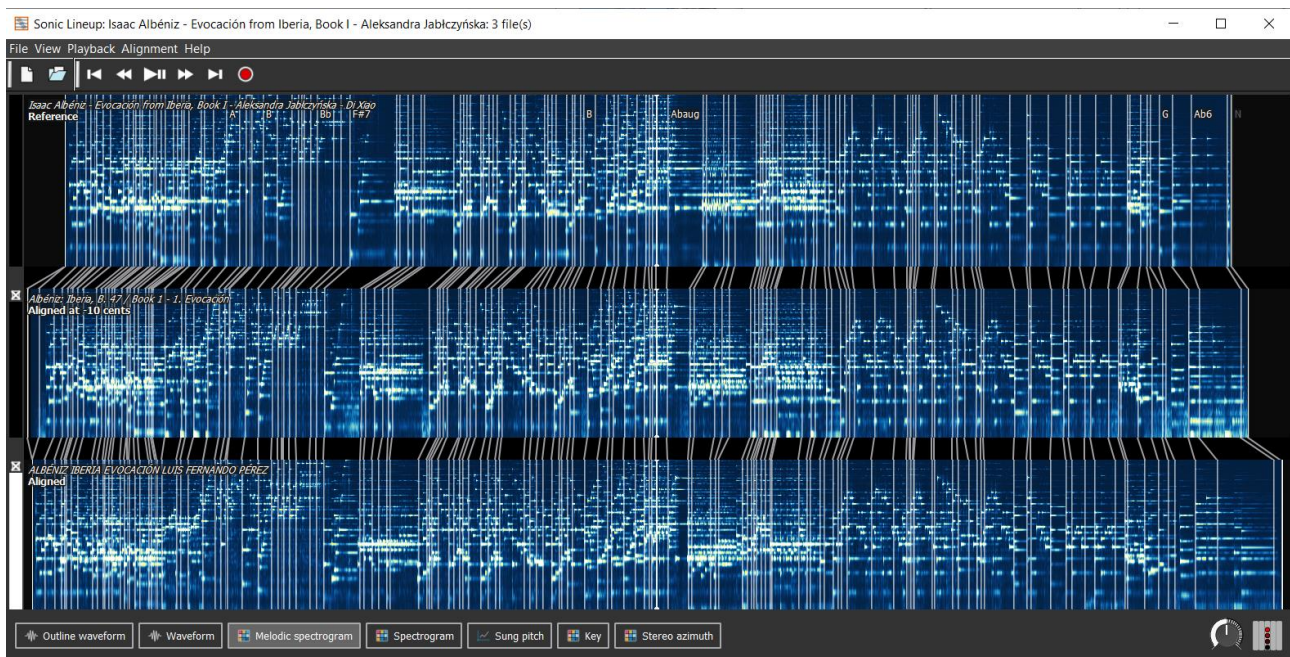 Sonic Lineup: Isaac Albéniz - Evocación from Iberia, Book I - Aleksandra Jabłczyńska: 3 file(s)
File View Playback Alignment Help
Isaac Albéniz - Evocación from Iberia, Book I - Aleksandra Jabłczyńska - Di Xiao
Reference
A B Bb F#7 B Abaug G Ab6 N
Albéniz: Iberia, B. 47 / Book 1 - 1. Evocación
Aligned at -10 cents
ALBÉNIZ IBERIA EVOCACIÓN LUIS FERNANDO PÉREZ
Aligned
Outline waveform Waveform Melodic spectrogram Spectrogram Sung pitch Key Stereo azimuth